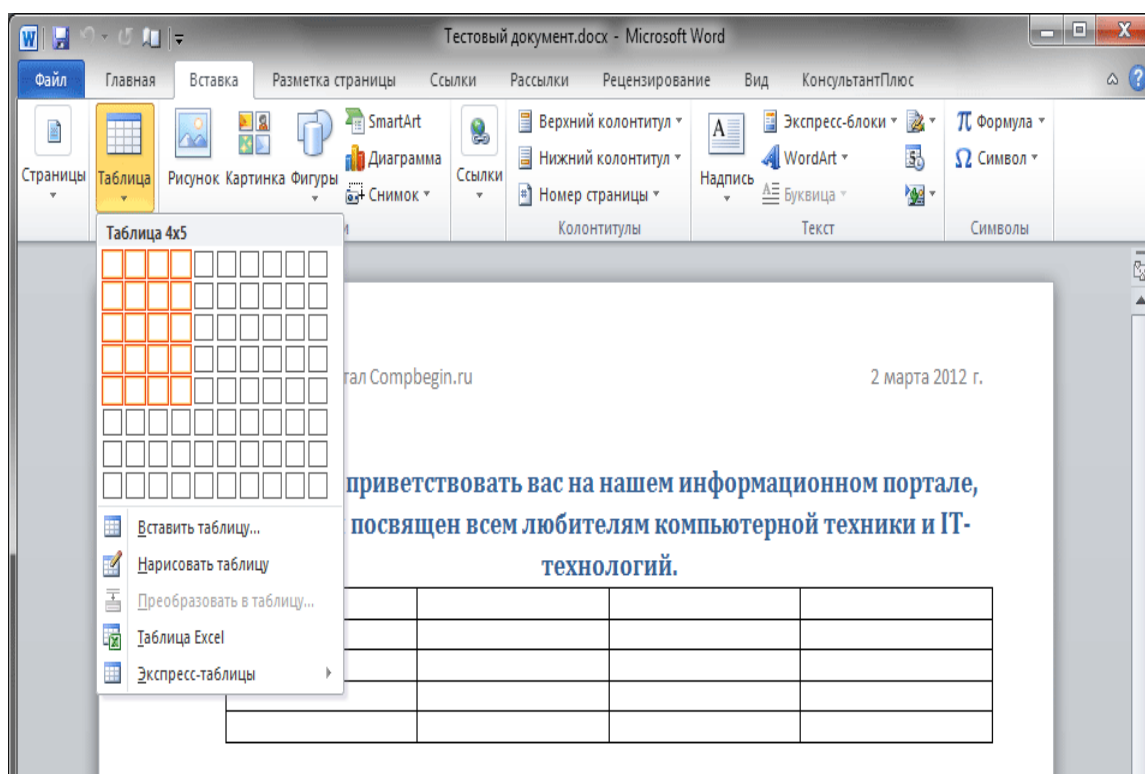 Тестовый документ.docx - Microsoft Word
Файл Главная Вставка Разметка страницы Ссылки Рассылки Рецензирование Вид КонсультантПлюс
Страницы
Таблица
Рисунок Картинка Фигуры
SmartArt
Диаграмма
Снимок
Ссылки
Верхний колонтитул
Нижний колонтитул
Номер страницы
Колонтитулы
Надпись
Экспресс-блоки
WordArt
Буквица
Текст
π Формула
Ω Символ
Символы
Таблица 4x5
Вставить таблицу...
Нарисовать таблицу
Преобразовать в таблицу...
Таблица Excel
Экспресс-таблицы
Compbegin.ru 2 марта 2012 г.
приветствовать вас на нашем информационном портале,
посвящен всем любителям компьютерной техники и IT-
технологий.